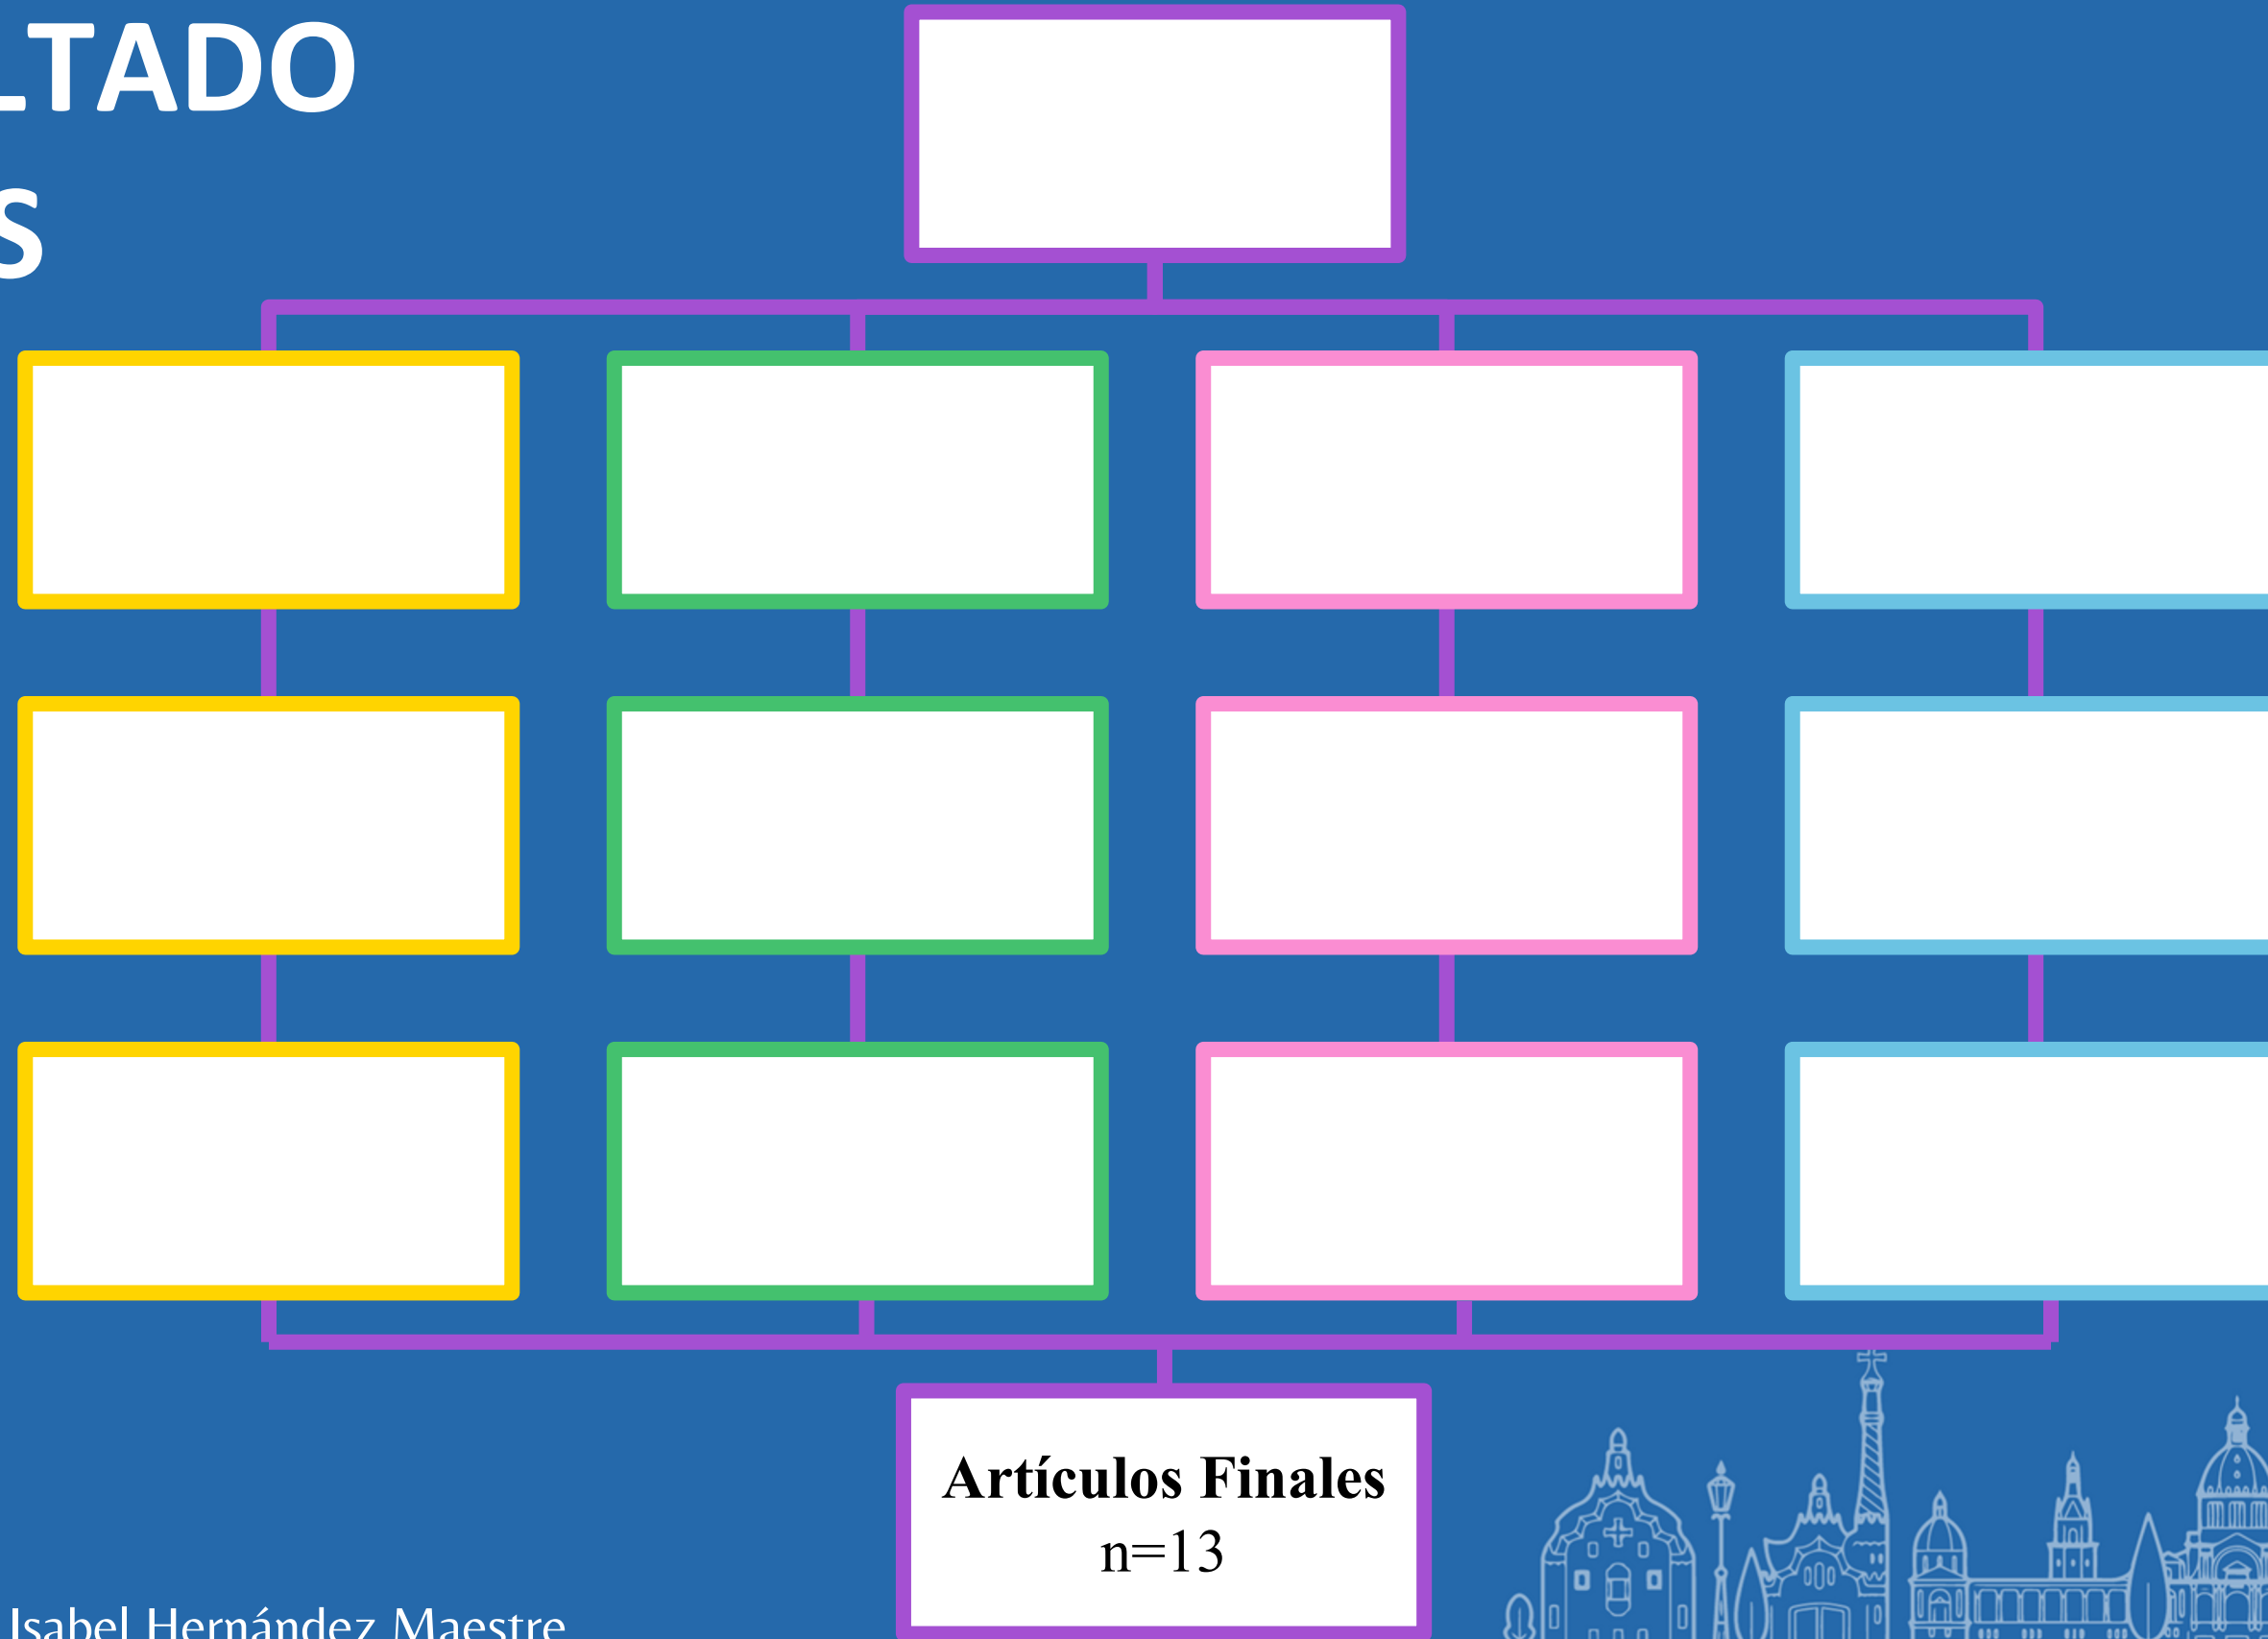 LTADO
S
Artículos Finales
n=13
Isabel Hernández Maestre